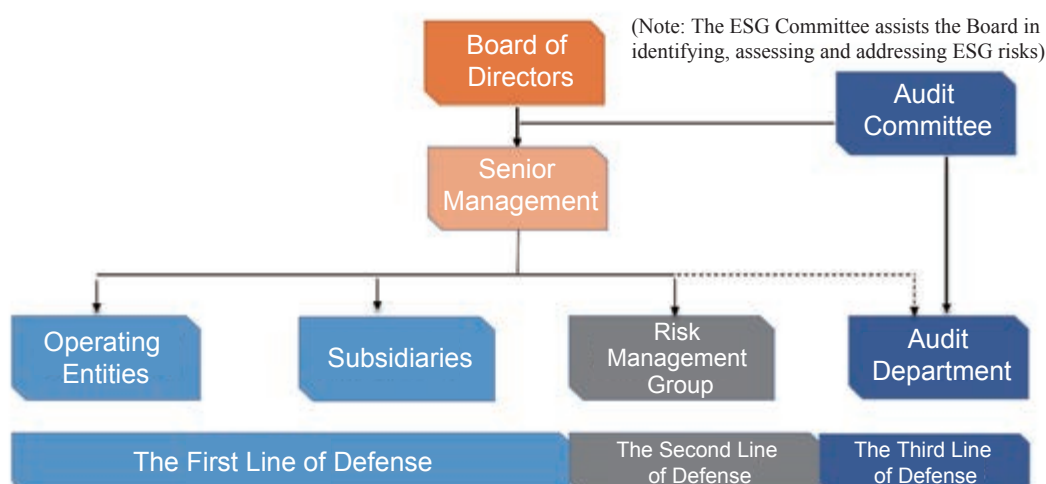 Board of
Directors
(Note: The ESG Committee assists the Board in
identifying, assessing and addressing ESG risks)
Audit
Committee
Senior
Management
Operating
Entities
Subsidiaries
Risk
Management
Group
Audit
Department
The First Line of Defense
The Second Line
of Defense
The Third Line
of Defense